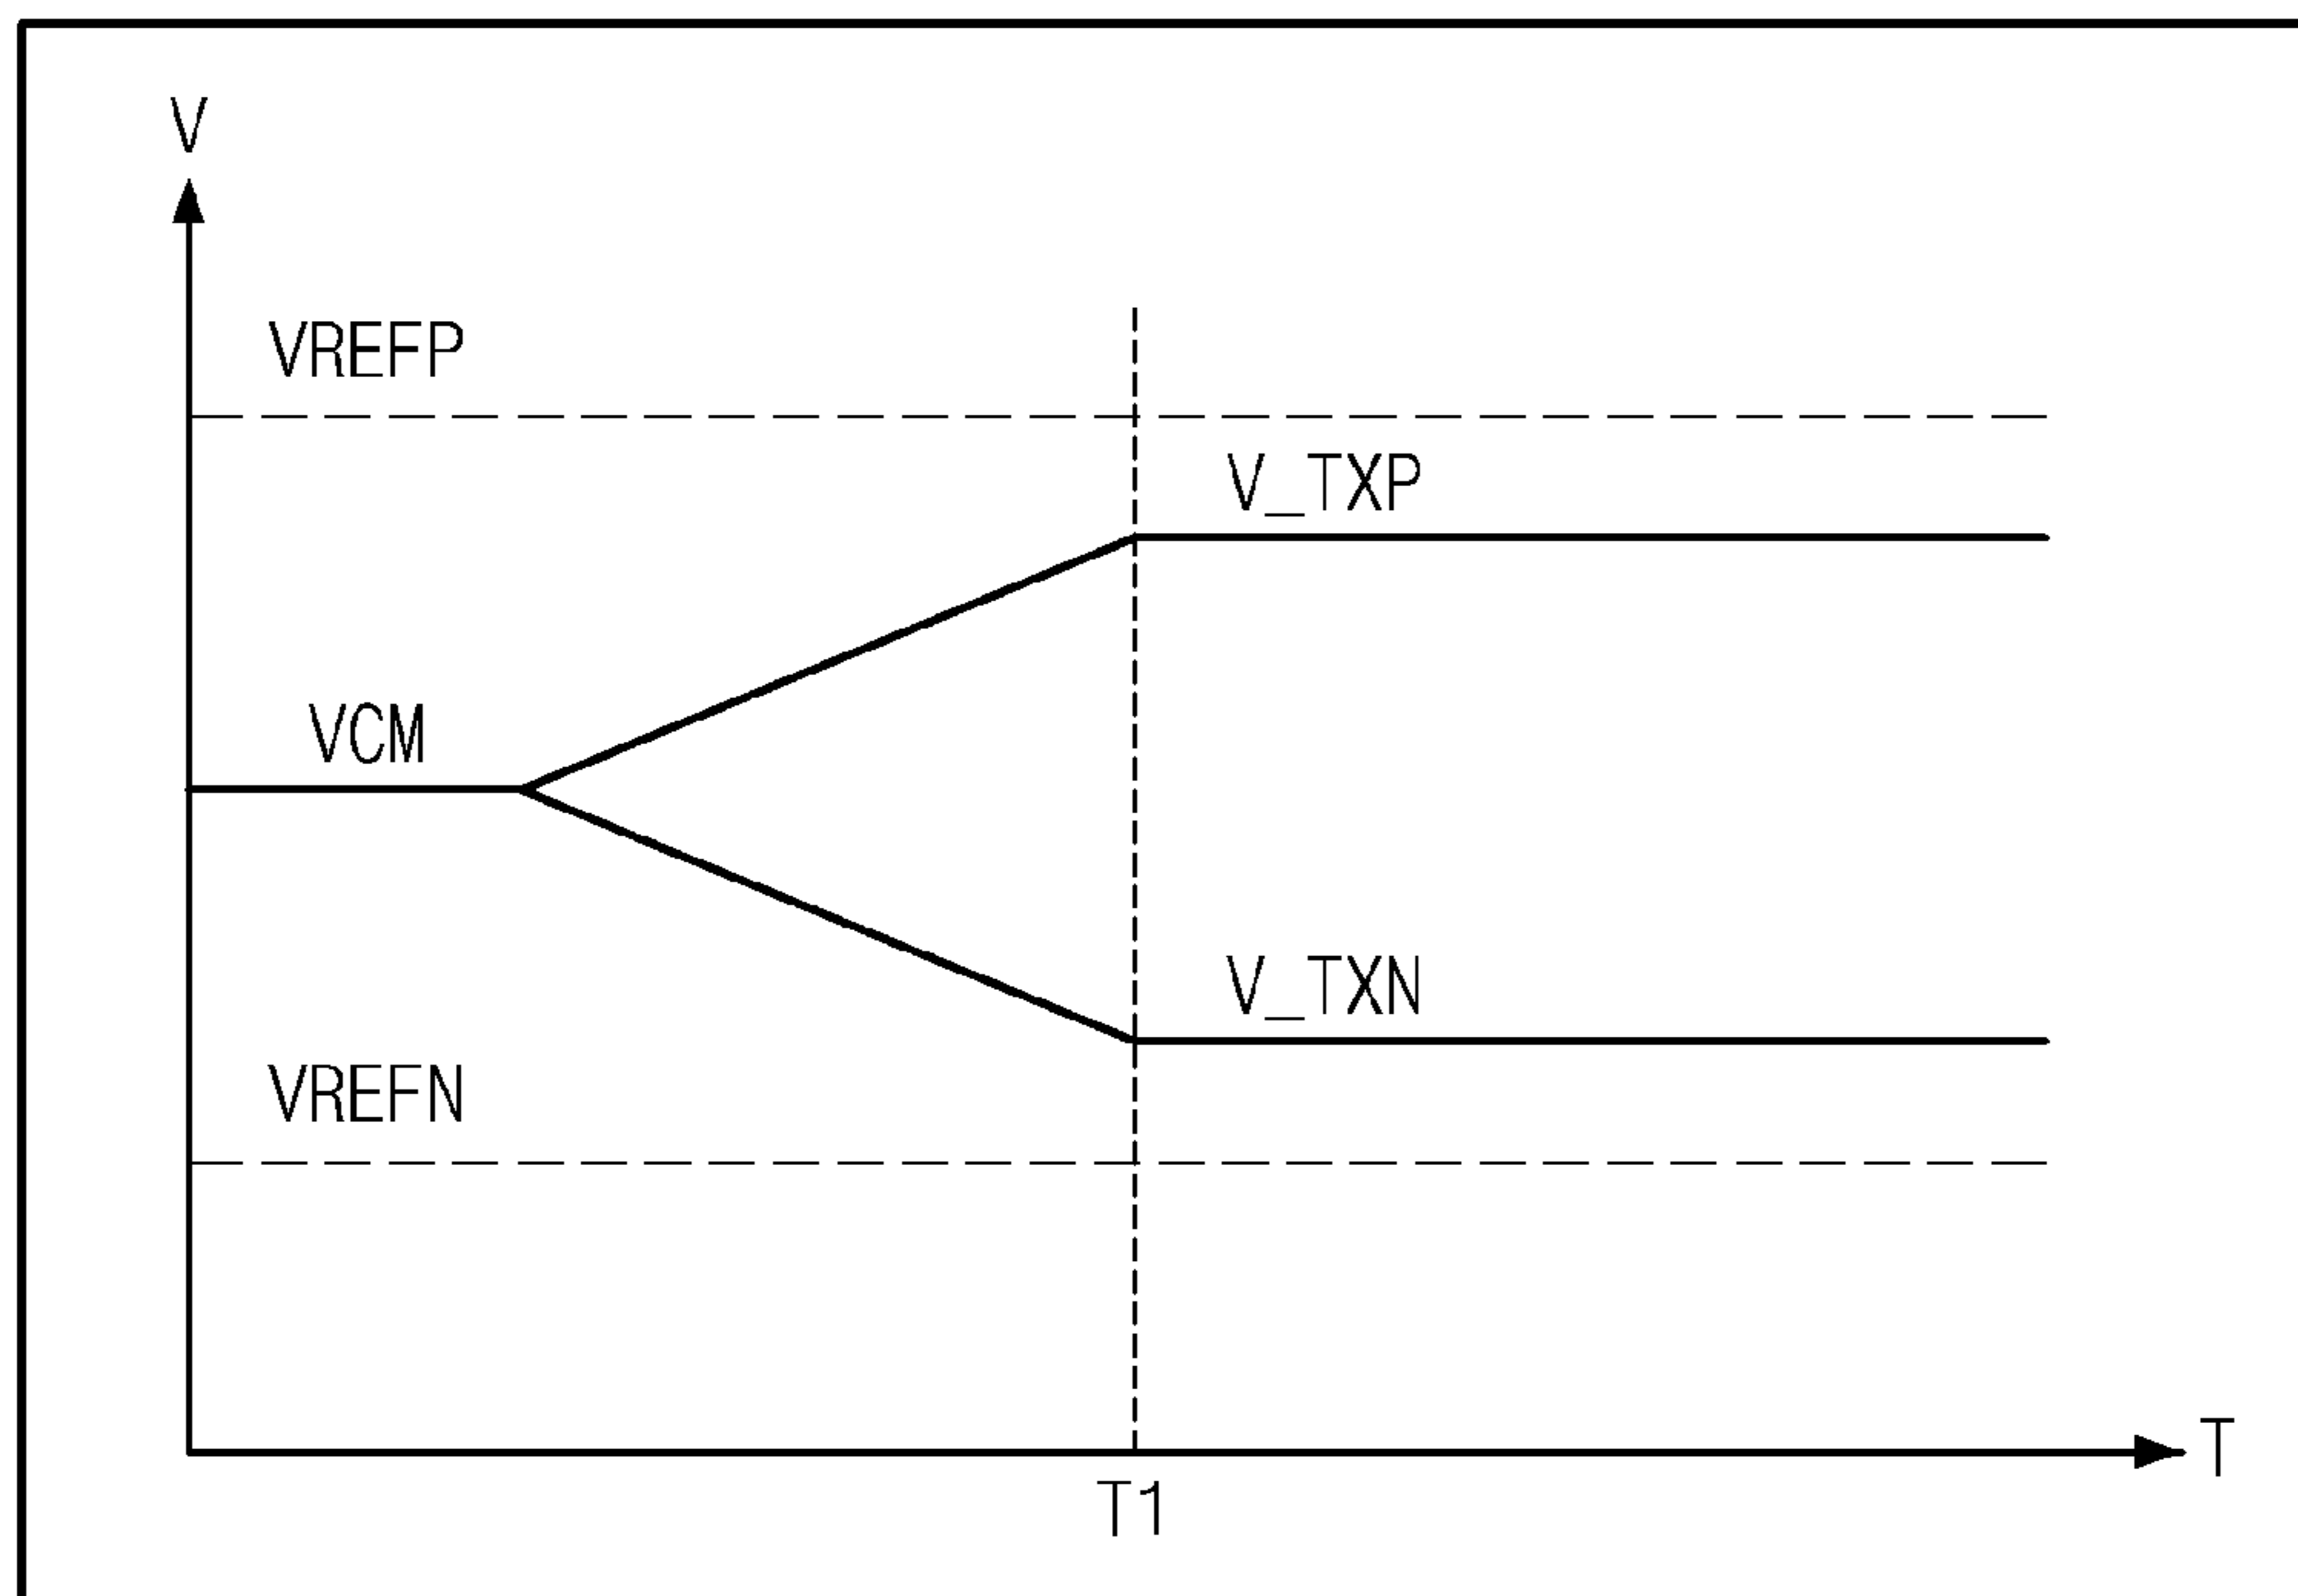 V
VREFP
V_TXP
VCM
V_TXN
VREFN
T
T1